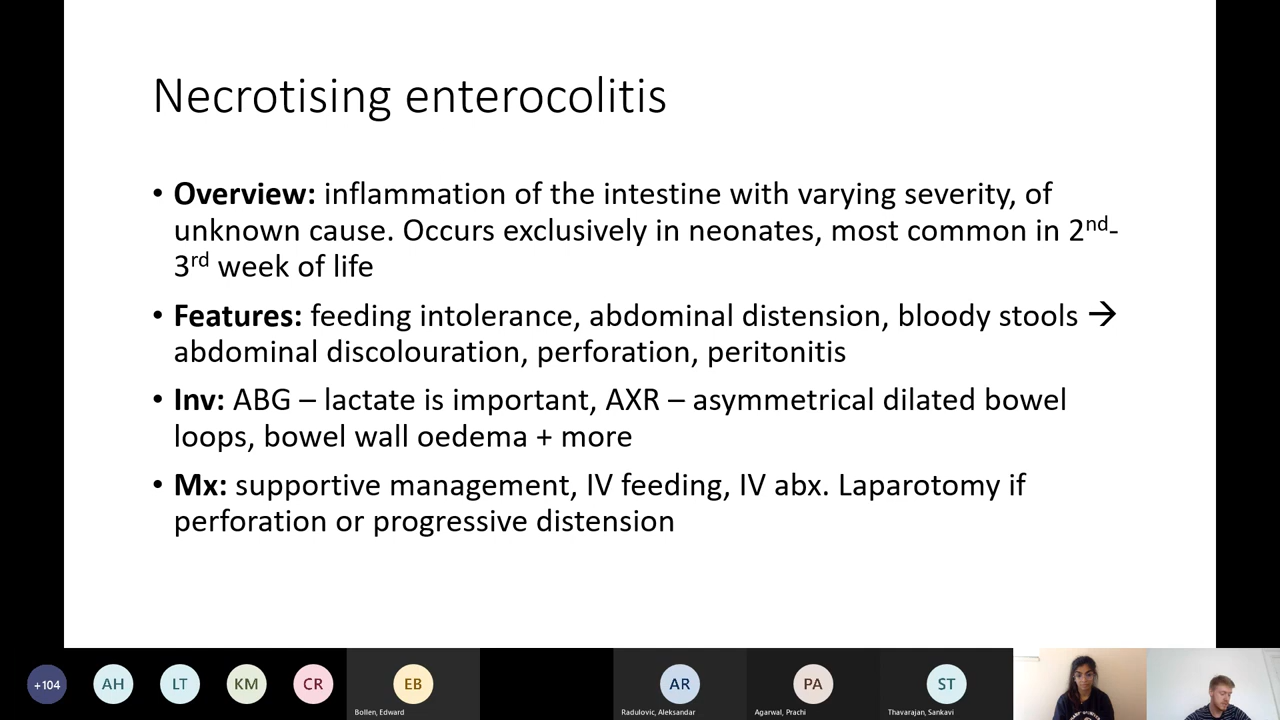 Necrotising enterocolitis
• Overview: inflammation of the intestine with varying severity, of
unknown cause. Occurs exclusively in neonates, most common in 2nd-
3rd week of life
• Features: feeding intolerance, abdominal distension, bloody stools →
abdominal discolouration, perforation, peritonitis
• Inv: ABG – lactate is important, AXR – asymmetrical dilated bowel
loops, bowel wall oedema + more
• Mx: supportive management, IV feeding, IV abx. Laparotomy if
perforation or progressive distension
+104 AH LT KM CR EB AR PA ST
Bollen, Edward Radulovic, Aleksandar Agarwal, Prachi Thavarajan, Sankavi